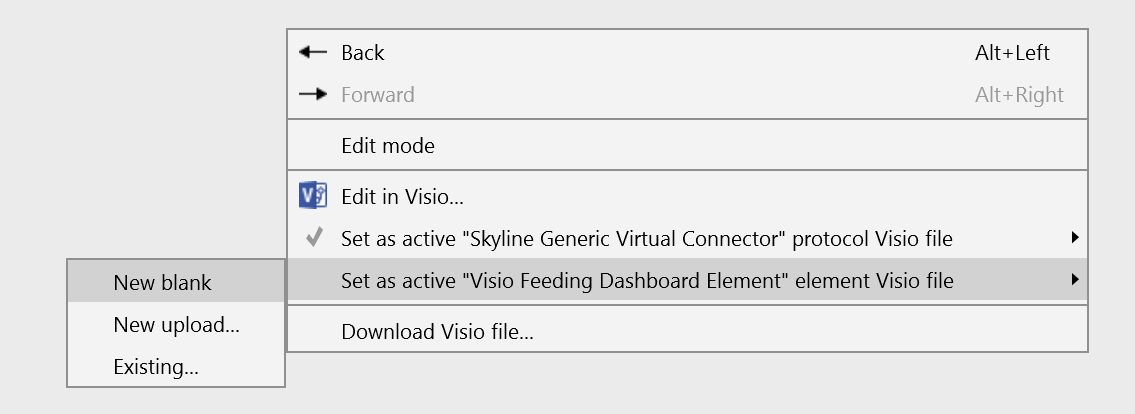 Back Alt+Left
Forward Alt+Right
Edit mode
Edit in Visio...
Set as active "Skyline Generic Virtual Connector" protocol Visio file
Set as active "Visio Feeding Dashboard Element" element Visio file
Download Visio file...
New blank
New upload...
Existing...